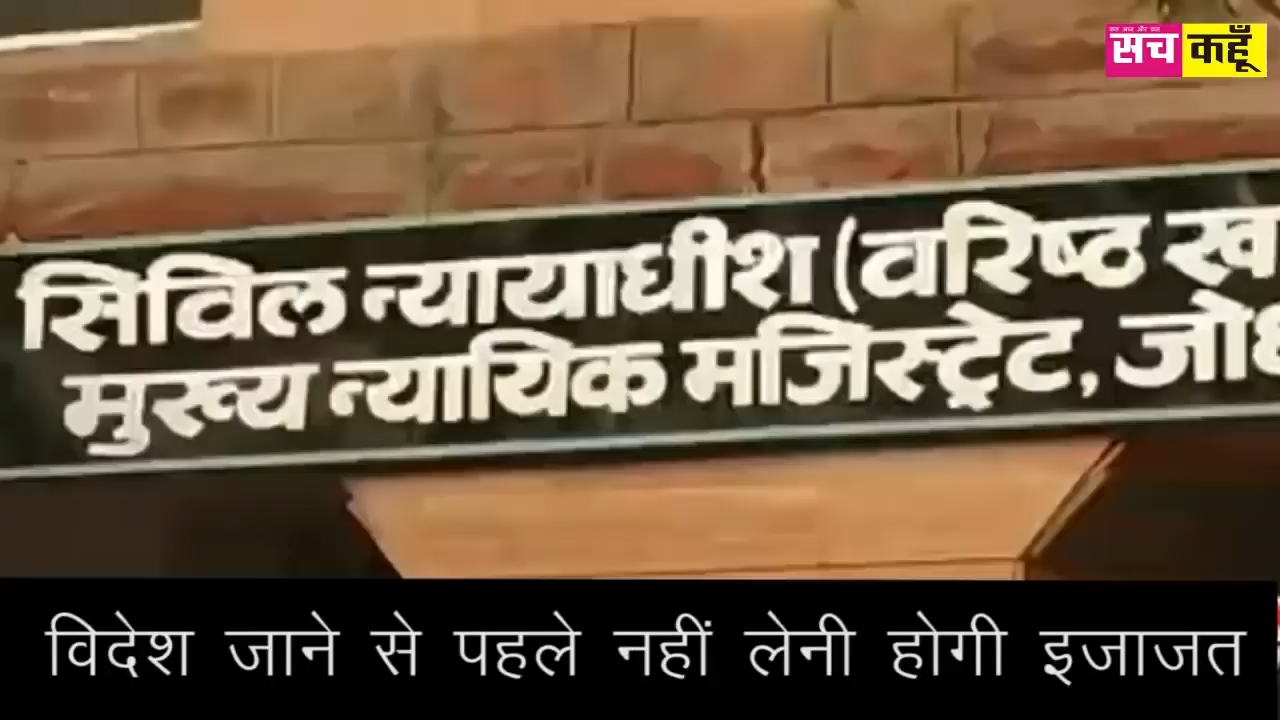 सच कहूँ
सिविल न्यायाधीश (वरिष्ठ ख
मुख्य न्यायिक मजिस्ट्रेट, जोध
विदेश जाने से पहले नहीं लेनी होगी इजाजत